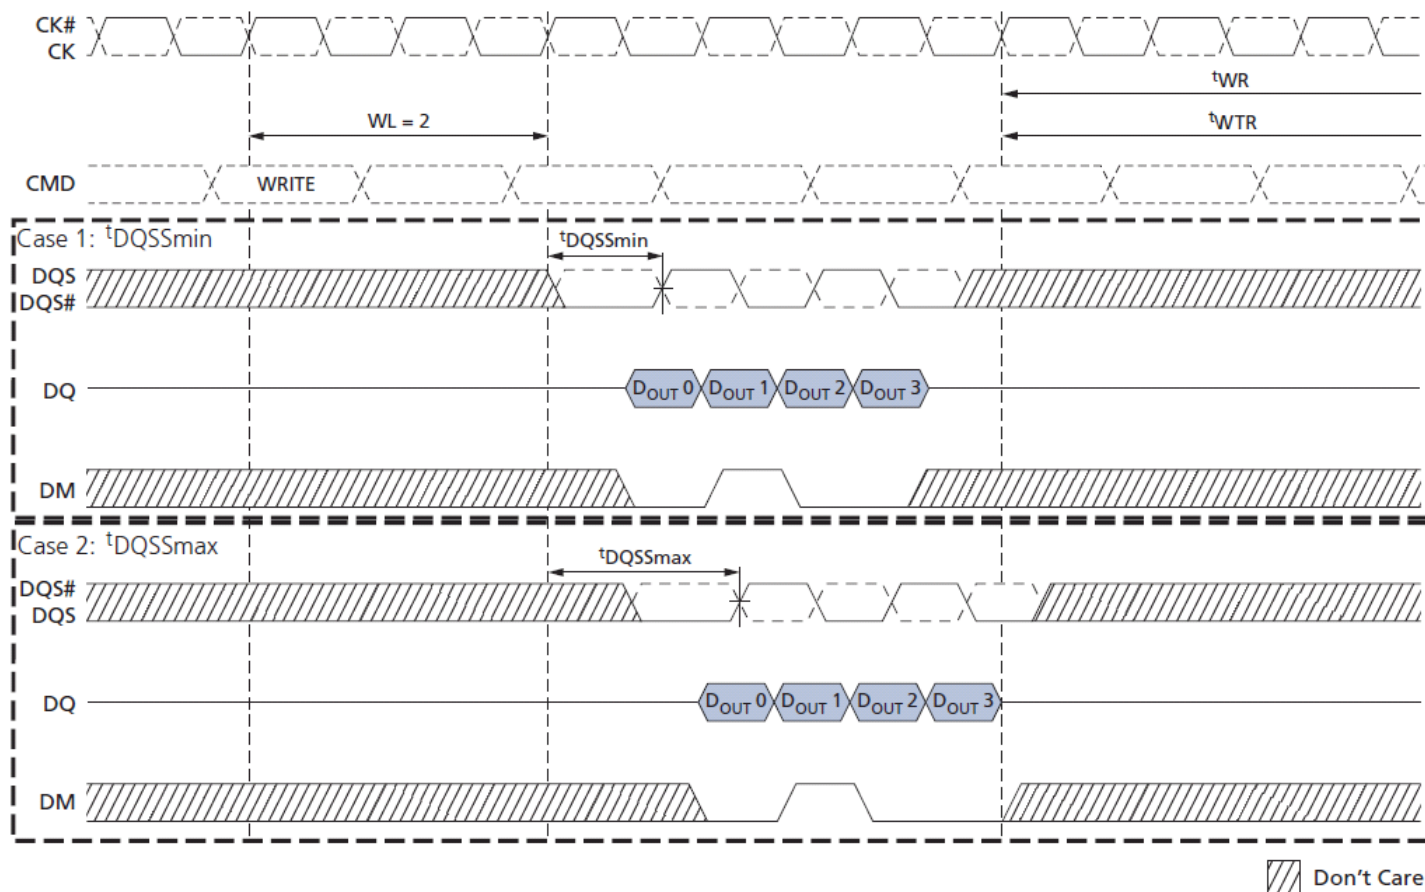 CK#
CK
tWR
WL = 2
tWTR
CMD
WRITE
Case 1: tDQSSmin
tDQSSmin
DQS
DQS#
DQ
DOUT 0 DOUT 1 DOUT 2 DOUT 3
DM
Case 2: tDQSSmax
tDQSSmax
DQS#
DQS
DQ
DOUT 0 DOUT 1 DOUT 2 DOUT 3
DM
Don't Care